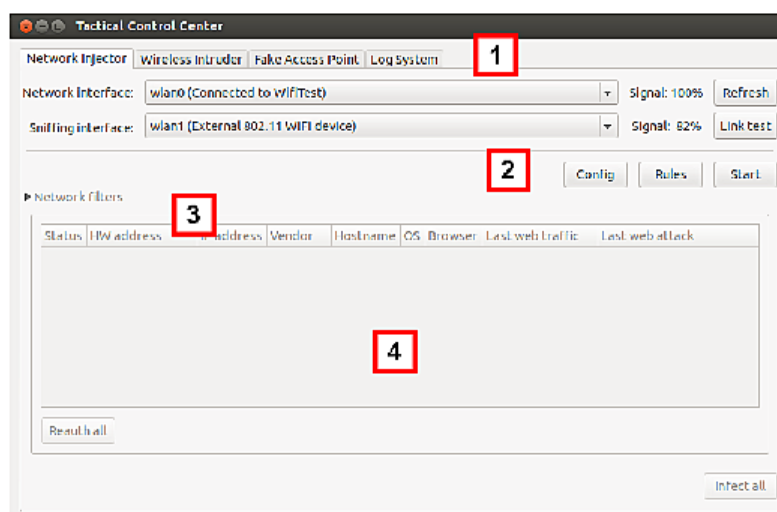 Tactical Control Center
Network Injector Wireless Intruder Fake Access Point Log System 1
Network interface: wlan0 (Connected to WifiTest) Signal: 100% Refresh
Sniffing interface: wlan1 (External 802.11 WiFi device) Signal: 82% Link test
2 Config Rules Start
Network filters
3
Status HW address address Vendor Hostname OS Browser Last web traffic Last web attack
4
Reauth all
Infect all